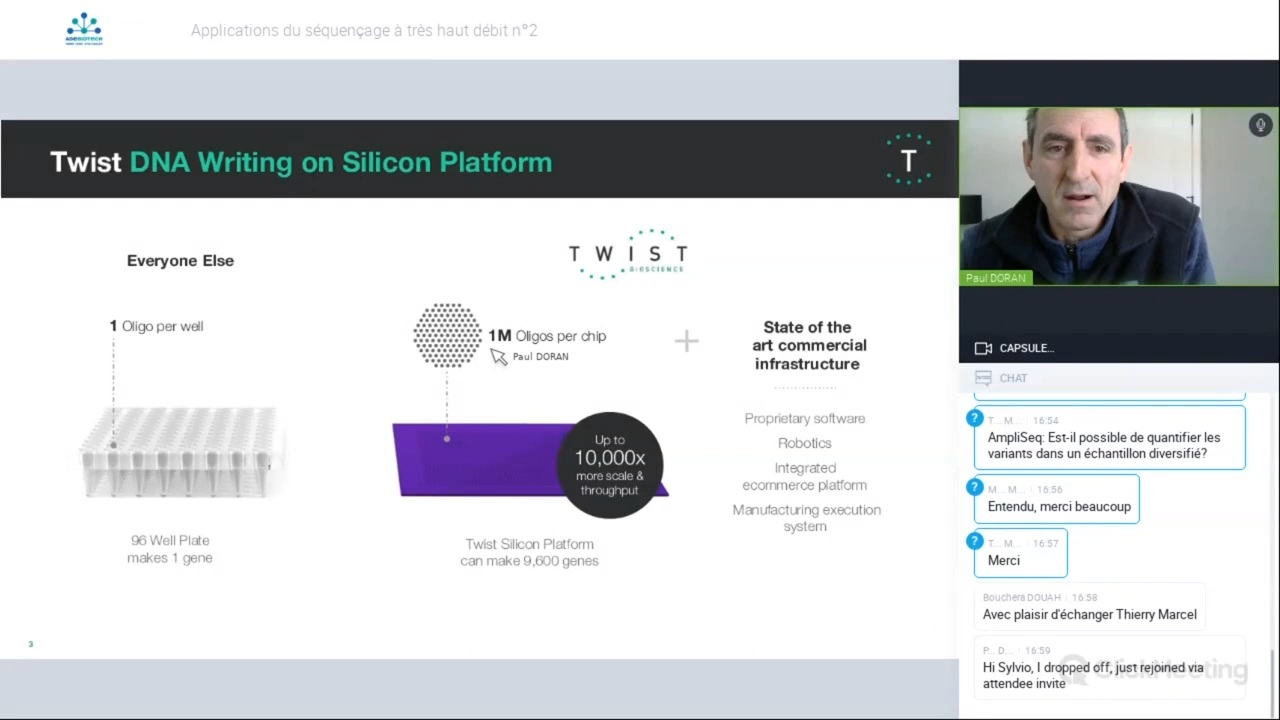 ADEBIOTECH
Applications du séquençage à très haut débit n°2
Twist DNA Writing on Silicon Platform
T
Everyone Else
TWIST
BIOSCIENCE
1 Oligo per well
1M Oligos per chip
Paul DORAN
+
State of the
art commercial
infrastructure
Up to
10,000x
more scale &
throughput
Proprietary software
Robotics
Integrated
ecommerce platform
Manufacturing execution
system
96 Well Plate
makes 1 gene
Twist Silicon Platform
can make 9,600 genes
3
Paul DORAN
CAPSULE...
CHAT
? T... M... 16:54
AmpliSeq: Est-il possible de quantifier les
variants dans un échantillon diversifié?
? M... M... 16:56
Entendu, merci beaucoup
? T... M... 16:57
Merci
Bouchera DOUAH 16:58
Avec plaisir d'échanger Thierry Marcel
P... D... 16:59
Hi Sylvio, I dropped off, just rejoined via
attendee invite
ClickMeeting